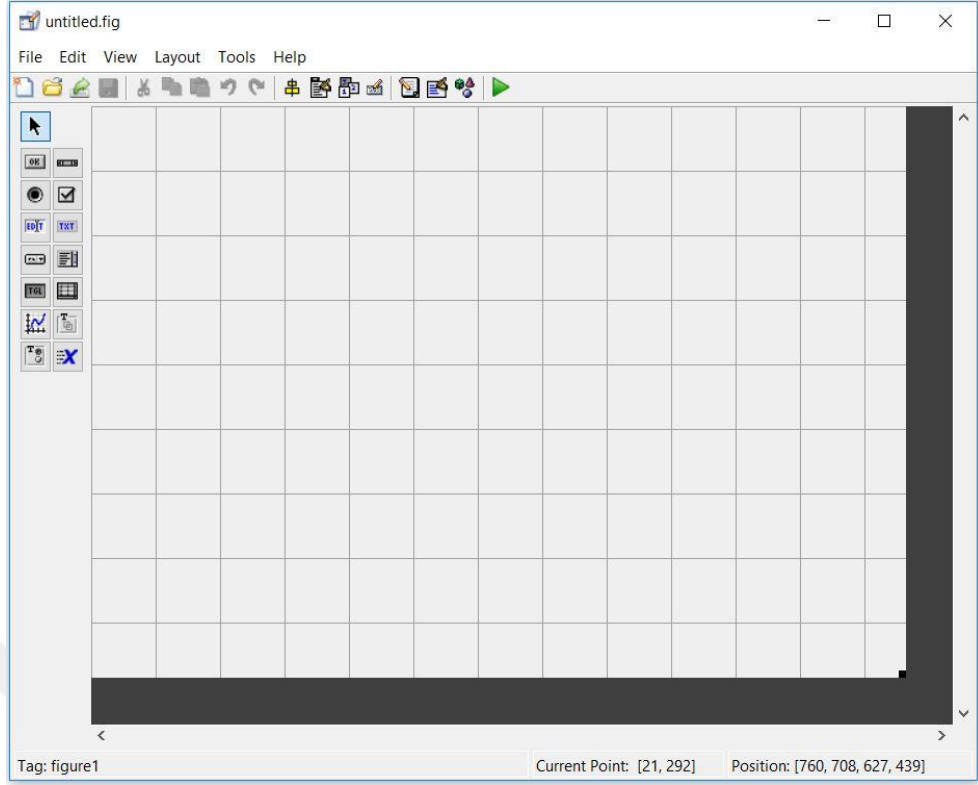 untitled.fig
File Edit View Layout Tools Help
OK
EDIT TXT
TGL
T
T X
Tag: figure1 Current Point: [21, 292] Position: [760, 708, 627, 439]